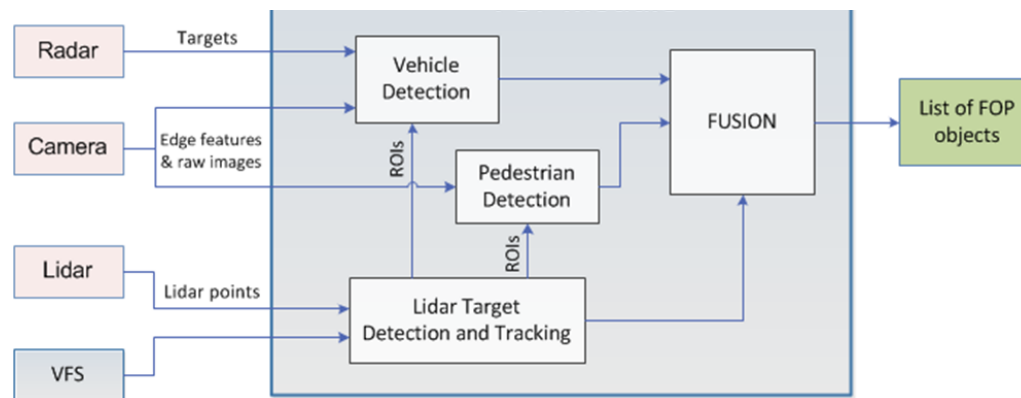 Radar
Targets
Vehicle
Detection
Camera
Edge features
& raw images
ROIs
Pedestrian
Detection
FUSION
List of FOP
objects
Lidar
Lidar points
ROIs
Lidar Target
Detection and Tracking
VFS